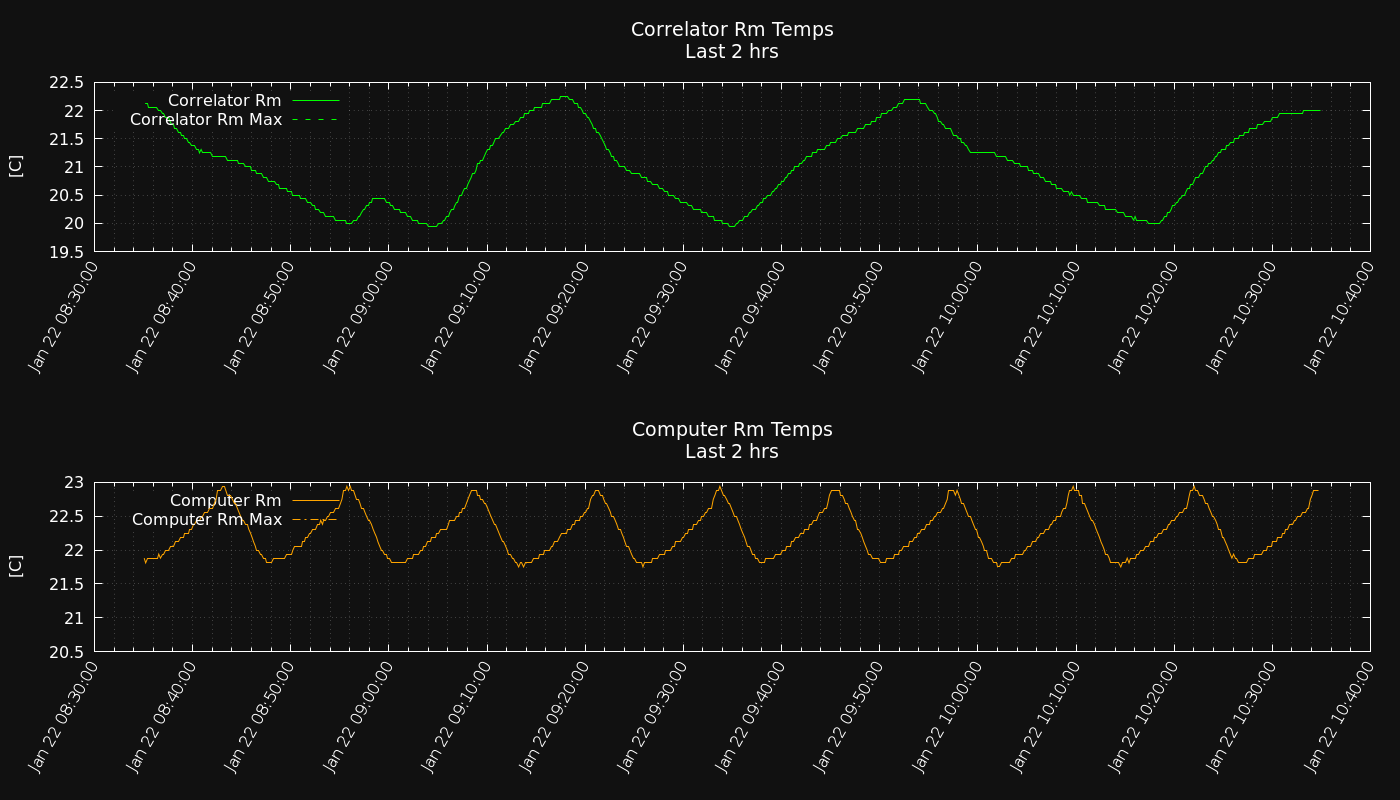 Correlator Rm Temps
Last 2 hrs
22.5
22
21.5
21
20.5
20
19.5
[C]
Correlator Rm
Correlator Rm Max
Jan 22 08:30:00
Jan 22 08:40:00
Jan 22 08:50:00
Jan 22 09:00:00
Jan 22 09:10:00
Jan 22 09:20:00
Jan 22 09:30:00
Jan 22 09:40:00
Jan 22 09:50:00
Jan 22 10:00:00
Jan 22 10:10:00
Jan 22 10:20:00
Jan 22 10:30:00
Jan 22 10:40:00
Computer Rm Temps
Last 2 hrs
23
22.5
22
21.5
21
20.5
[C]
Computer Rm
Computer Rm Max
Jan 22 08:30:00
Jan 22 08:40:00
Jan 22 08:50:00
Jan 22 09:00:00
Jan 22 09:10:00
Jan 22 09:20:00
Jan 22 09:30:00
Jan 22 09:40:00
Jan 22 09:50:00
Jan 22 10:00:00
Jan 22 10:10:00
Jan 22 10:20:00
Jan 22 10:30:00
Jan 22 10:40:00